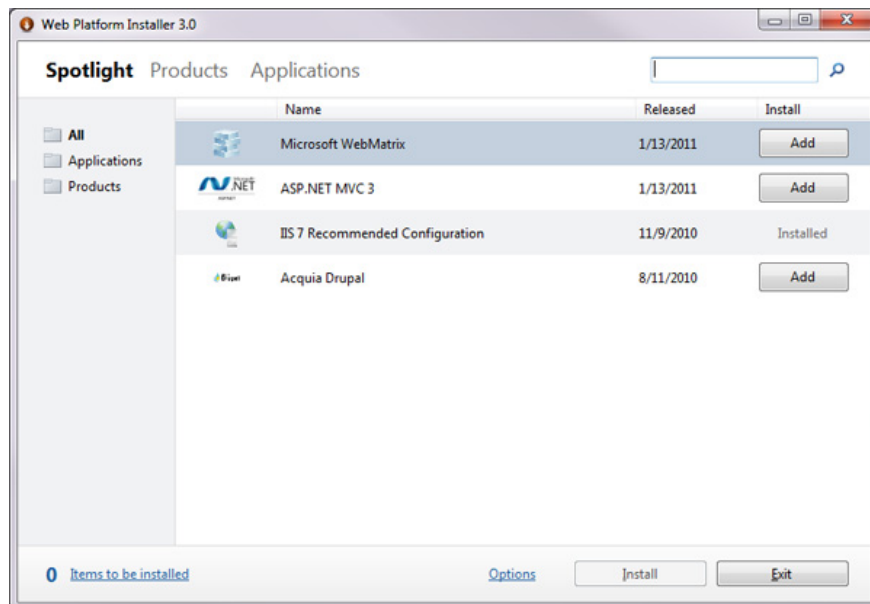 Web Platform Installer 3.0
Spotlight Products Applications
Name Released Install
All
Applications
Products
Microsoft WebMatrix 1/13/2011 Add
Microsoft .NET ASP.NET MVC 3 1/13/2011 Add
IIS 7 Recommended Configuration 11/9/2010 Installed
Acquia Drupal 8/11/2010 Add
0 Items to be installed Options Install Exit